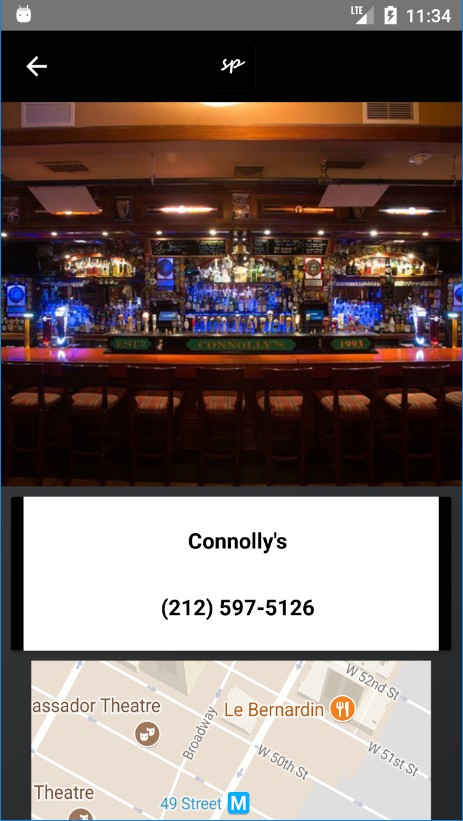 LTE
11:34
sp
ESTD
CONNOLLY'S
1993
Connolly's
(212) 597-5126
W 52nd St
assador Theatre
Le Bernardin
Broadway
W 50th St
W 51st St
Theatre
49 Street M